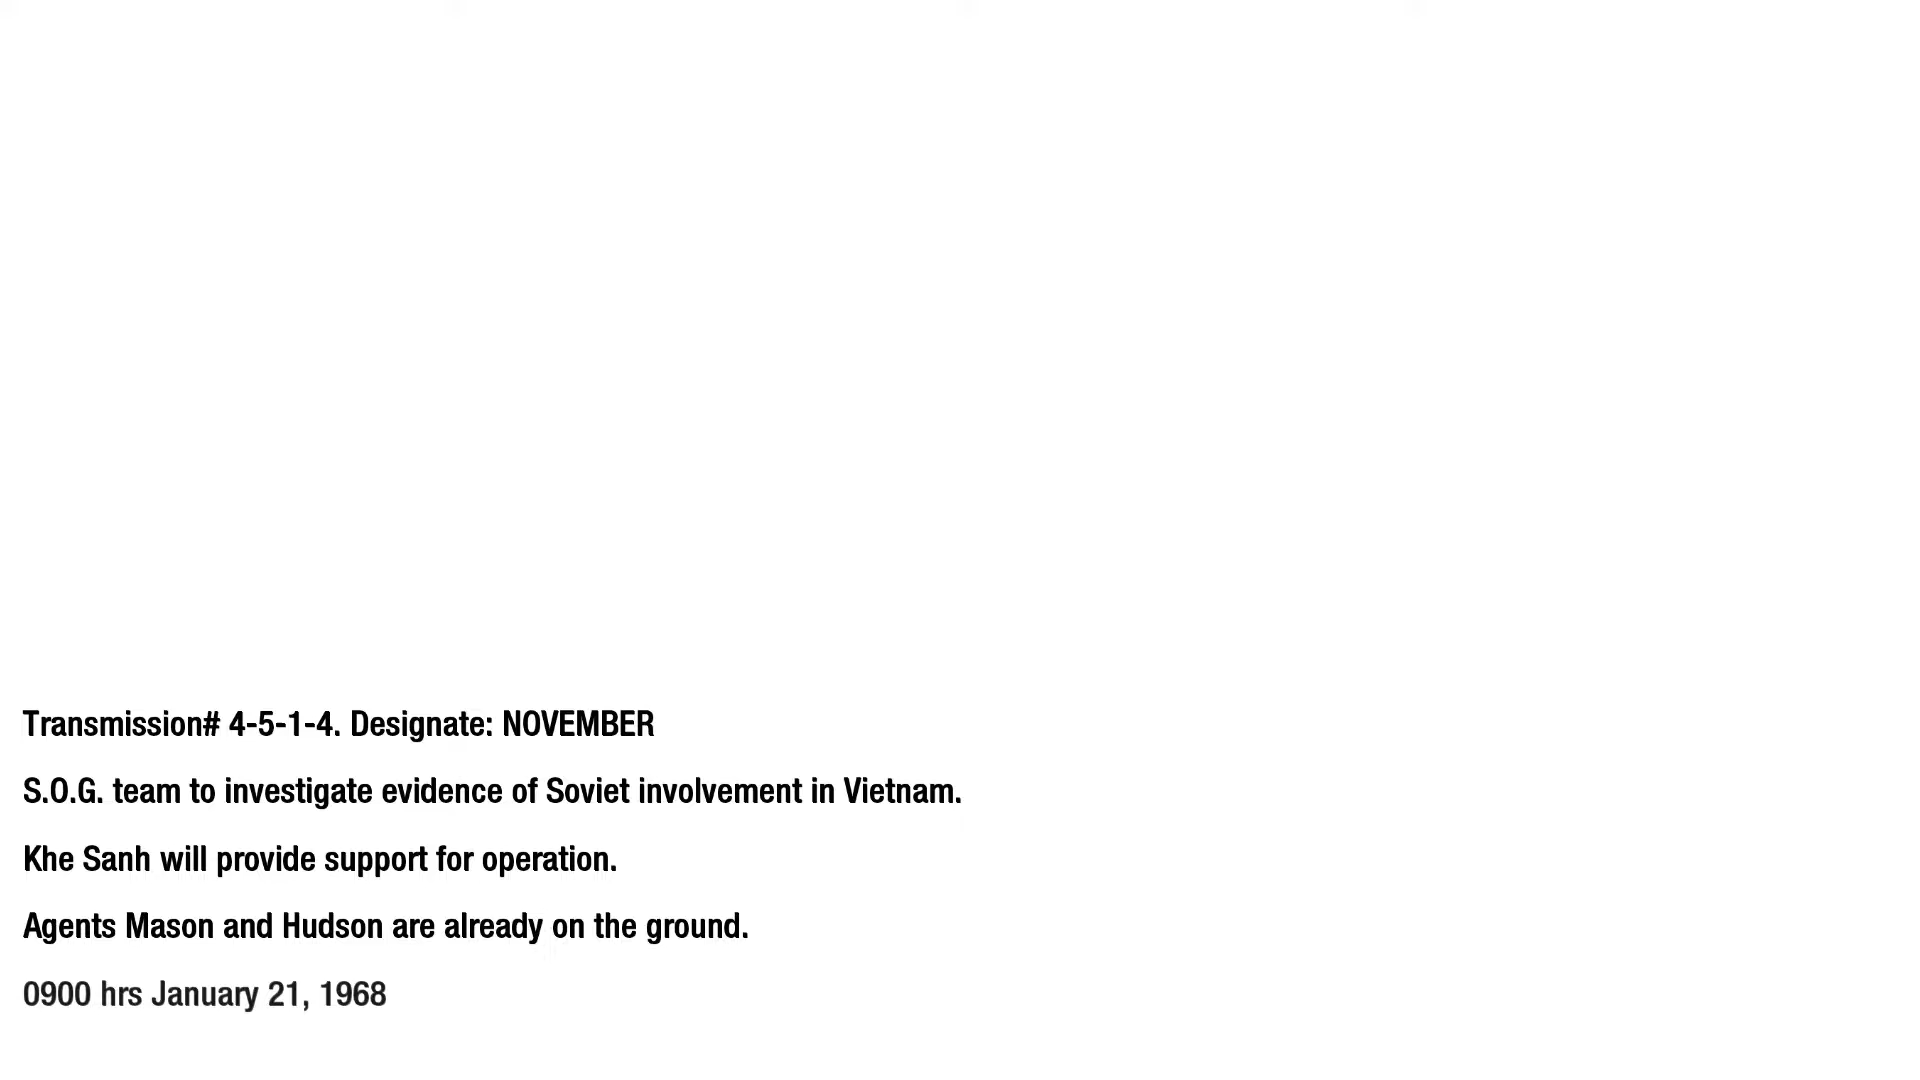 Transmission# 4-5-1-4. Designate: NOVEMBER
S.O.G. team to investigate evidence of Soviet involvement in Vietnam.
Khe Sanh will provide support for operation.
Agents Mason and Hudson are already on the ground.
0900 hrs January 21, 1968